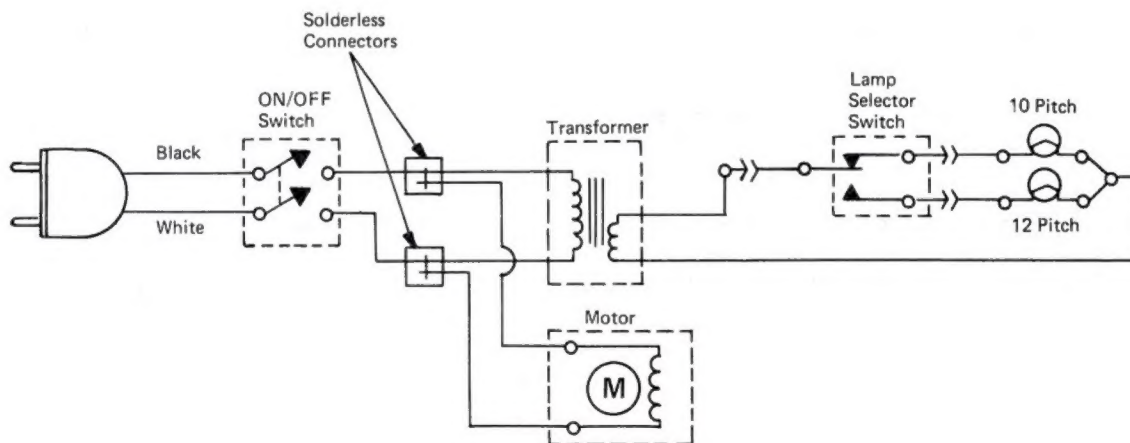 Solderless
Connectors
ON/OFF
Switch
Black
White
Transformer
Lamp
Selector
Switch
10 Pitch
12 Pitch
Motor
M